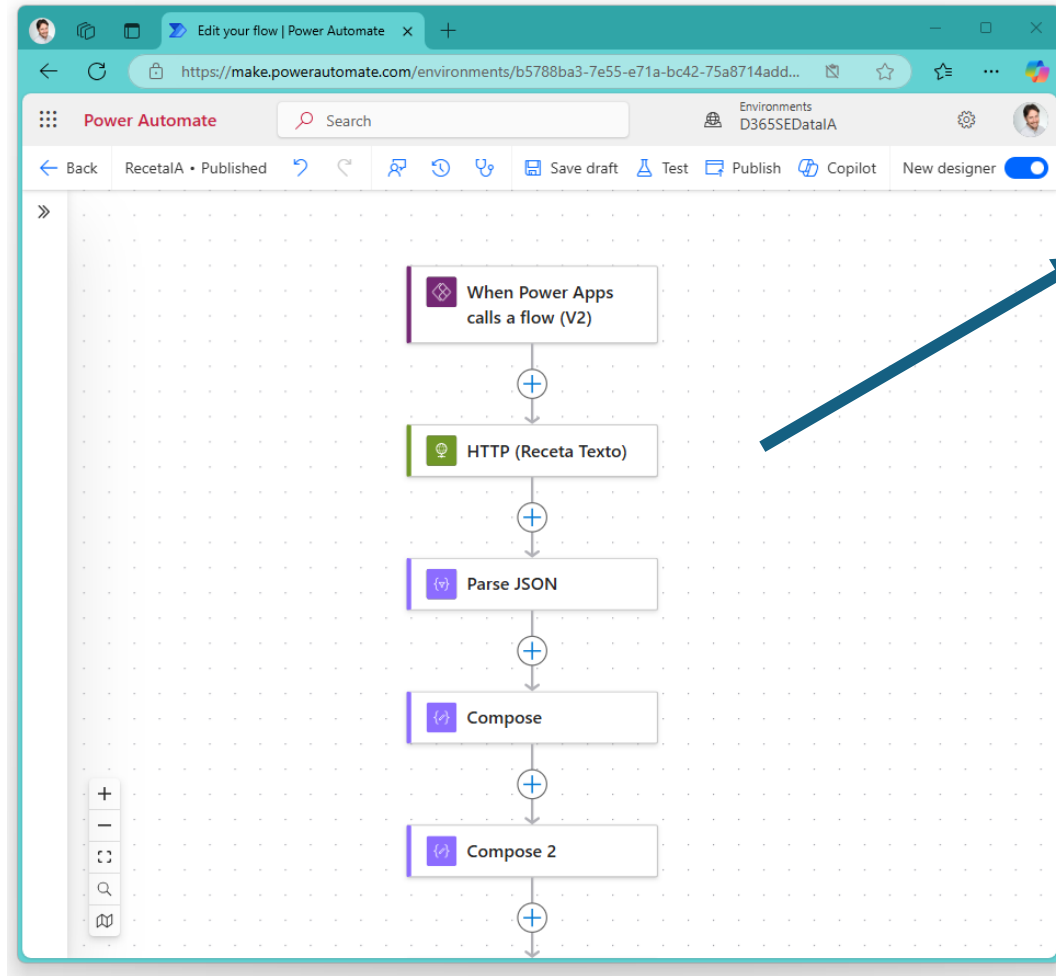 Edit your flow | Power Automate
https://make.powerautomate.com/environments/b5788ba3-7e55-e71a-bc42-75a8714add...
Power Automate
Search
Environments
D365SEDataIA
Back
RecetaIA • Published
Save draft
Test
Publish
Copilot
New designer
When Power Apps
calls a flow (V2)
HTTP (Receta Texto)
Parse JSON
Compose
Compose 2